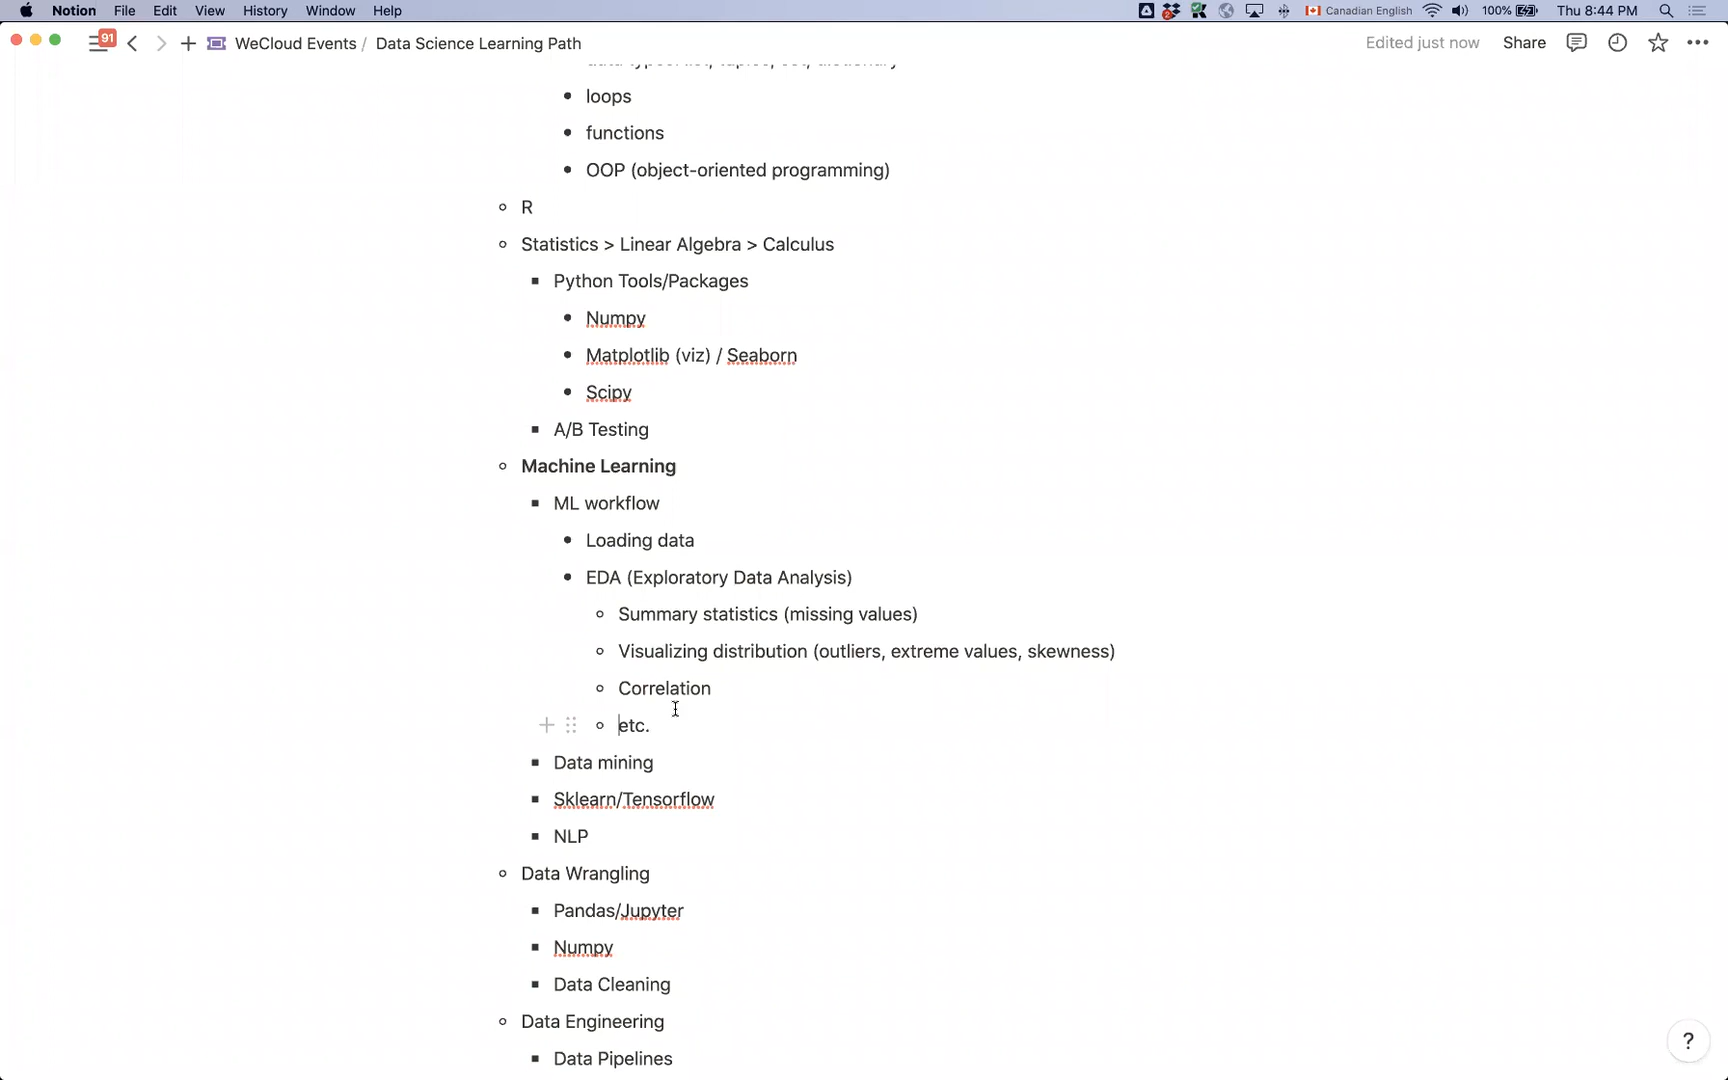 Notion File Edit View History Window Help 2 Canadian English 100% Thu 8:44 PM
91 WeCloud Events / Data Science Learning Path Edited just now Share
loops
functions
OOP (object-oriented programming)
R
Statistics > Linear Algebra > Calculus
Python Tools/Packages
Numpy
Matplotlib (viz) / Seaborn
Scipy
A/B Testing
Machine Learning
ML workflow
Loading data
EDA (Exploratory Data Analysis)
Summary statistics (missing values)
Visualizing distribution (outliers, extreme values, skewness)
Correlation
etc.
Data mining
Sklearn/Tensorflow
NLP
Data Wrangling
Pandas/Jupyter
Numpy
Data Cleaning
Data Engineering
Data Pipelines
?